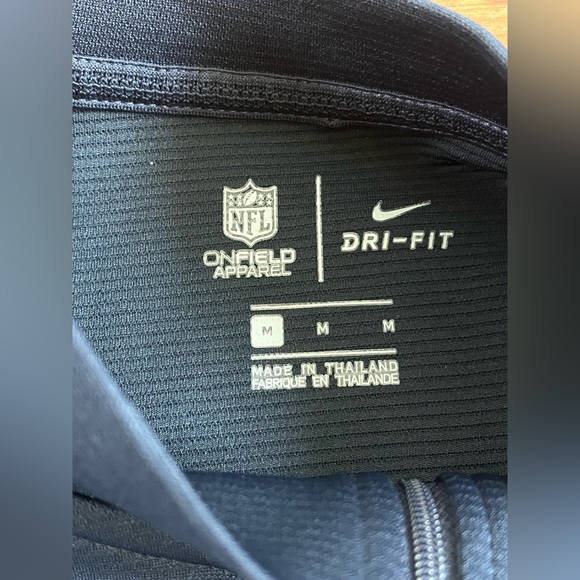 NFL
ONFIELD
APPAREL
DRI-FIT
M M M
MADE IN THAILAND
FABRIQUE EN THAILANDE